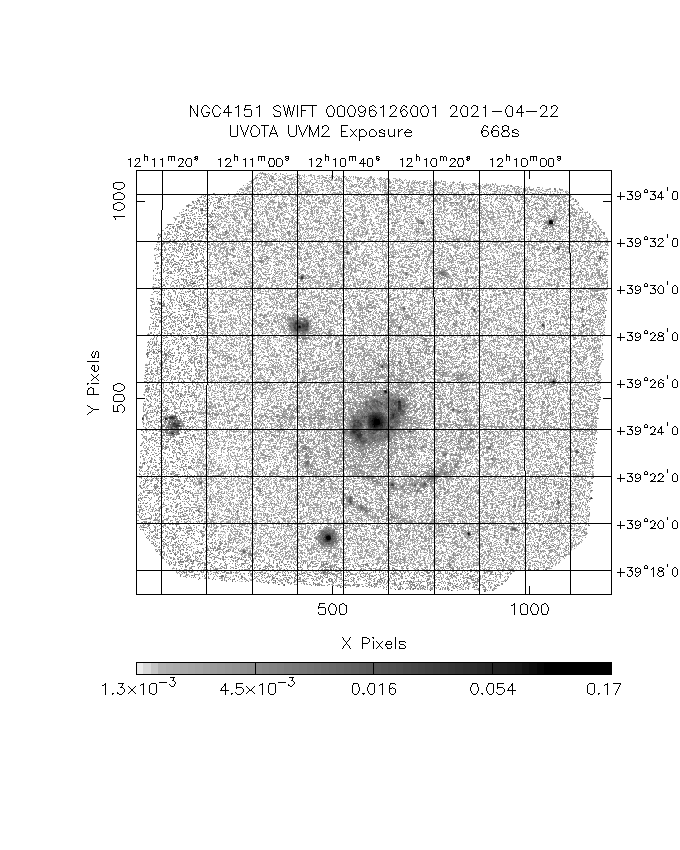 NGC4151 SWIFT 00096126001 2021-04-22
UVOTA UVM2 Exposure 668s
12ʰ11ᵐ20ˢ 12ʰ11ᵐ00ˢ 12ʰ10ᵐ40ˢ 12ʰ10ᵐ20ˢ 12ʰ10ᵐ00ˢ
1000
+39°34'0
+39°32'0
+39°30'0
+39°28'0
+39°26'0
Y Pixels
500
+39°24'0
+39°22'0
+39°20'0
+39°18'0
500 1000
X Pixels
1.3×10⁻³ 4.5×10⁻³ 0.016 0.054 0.17